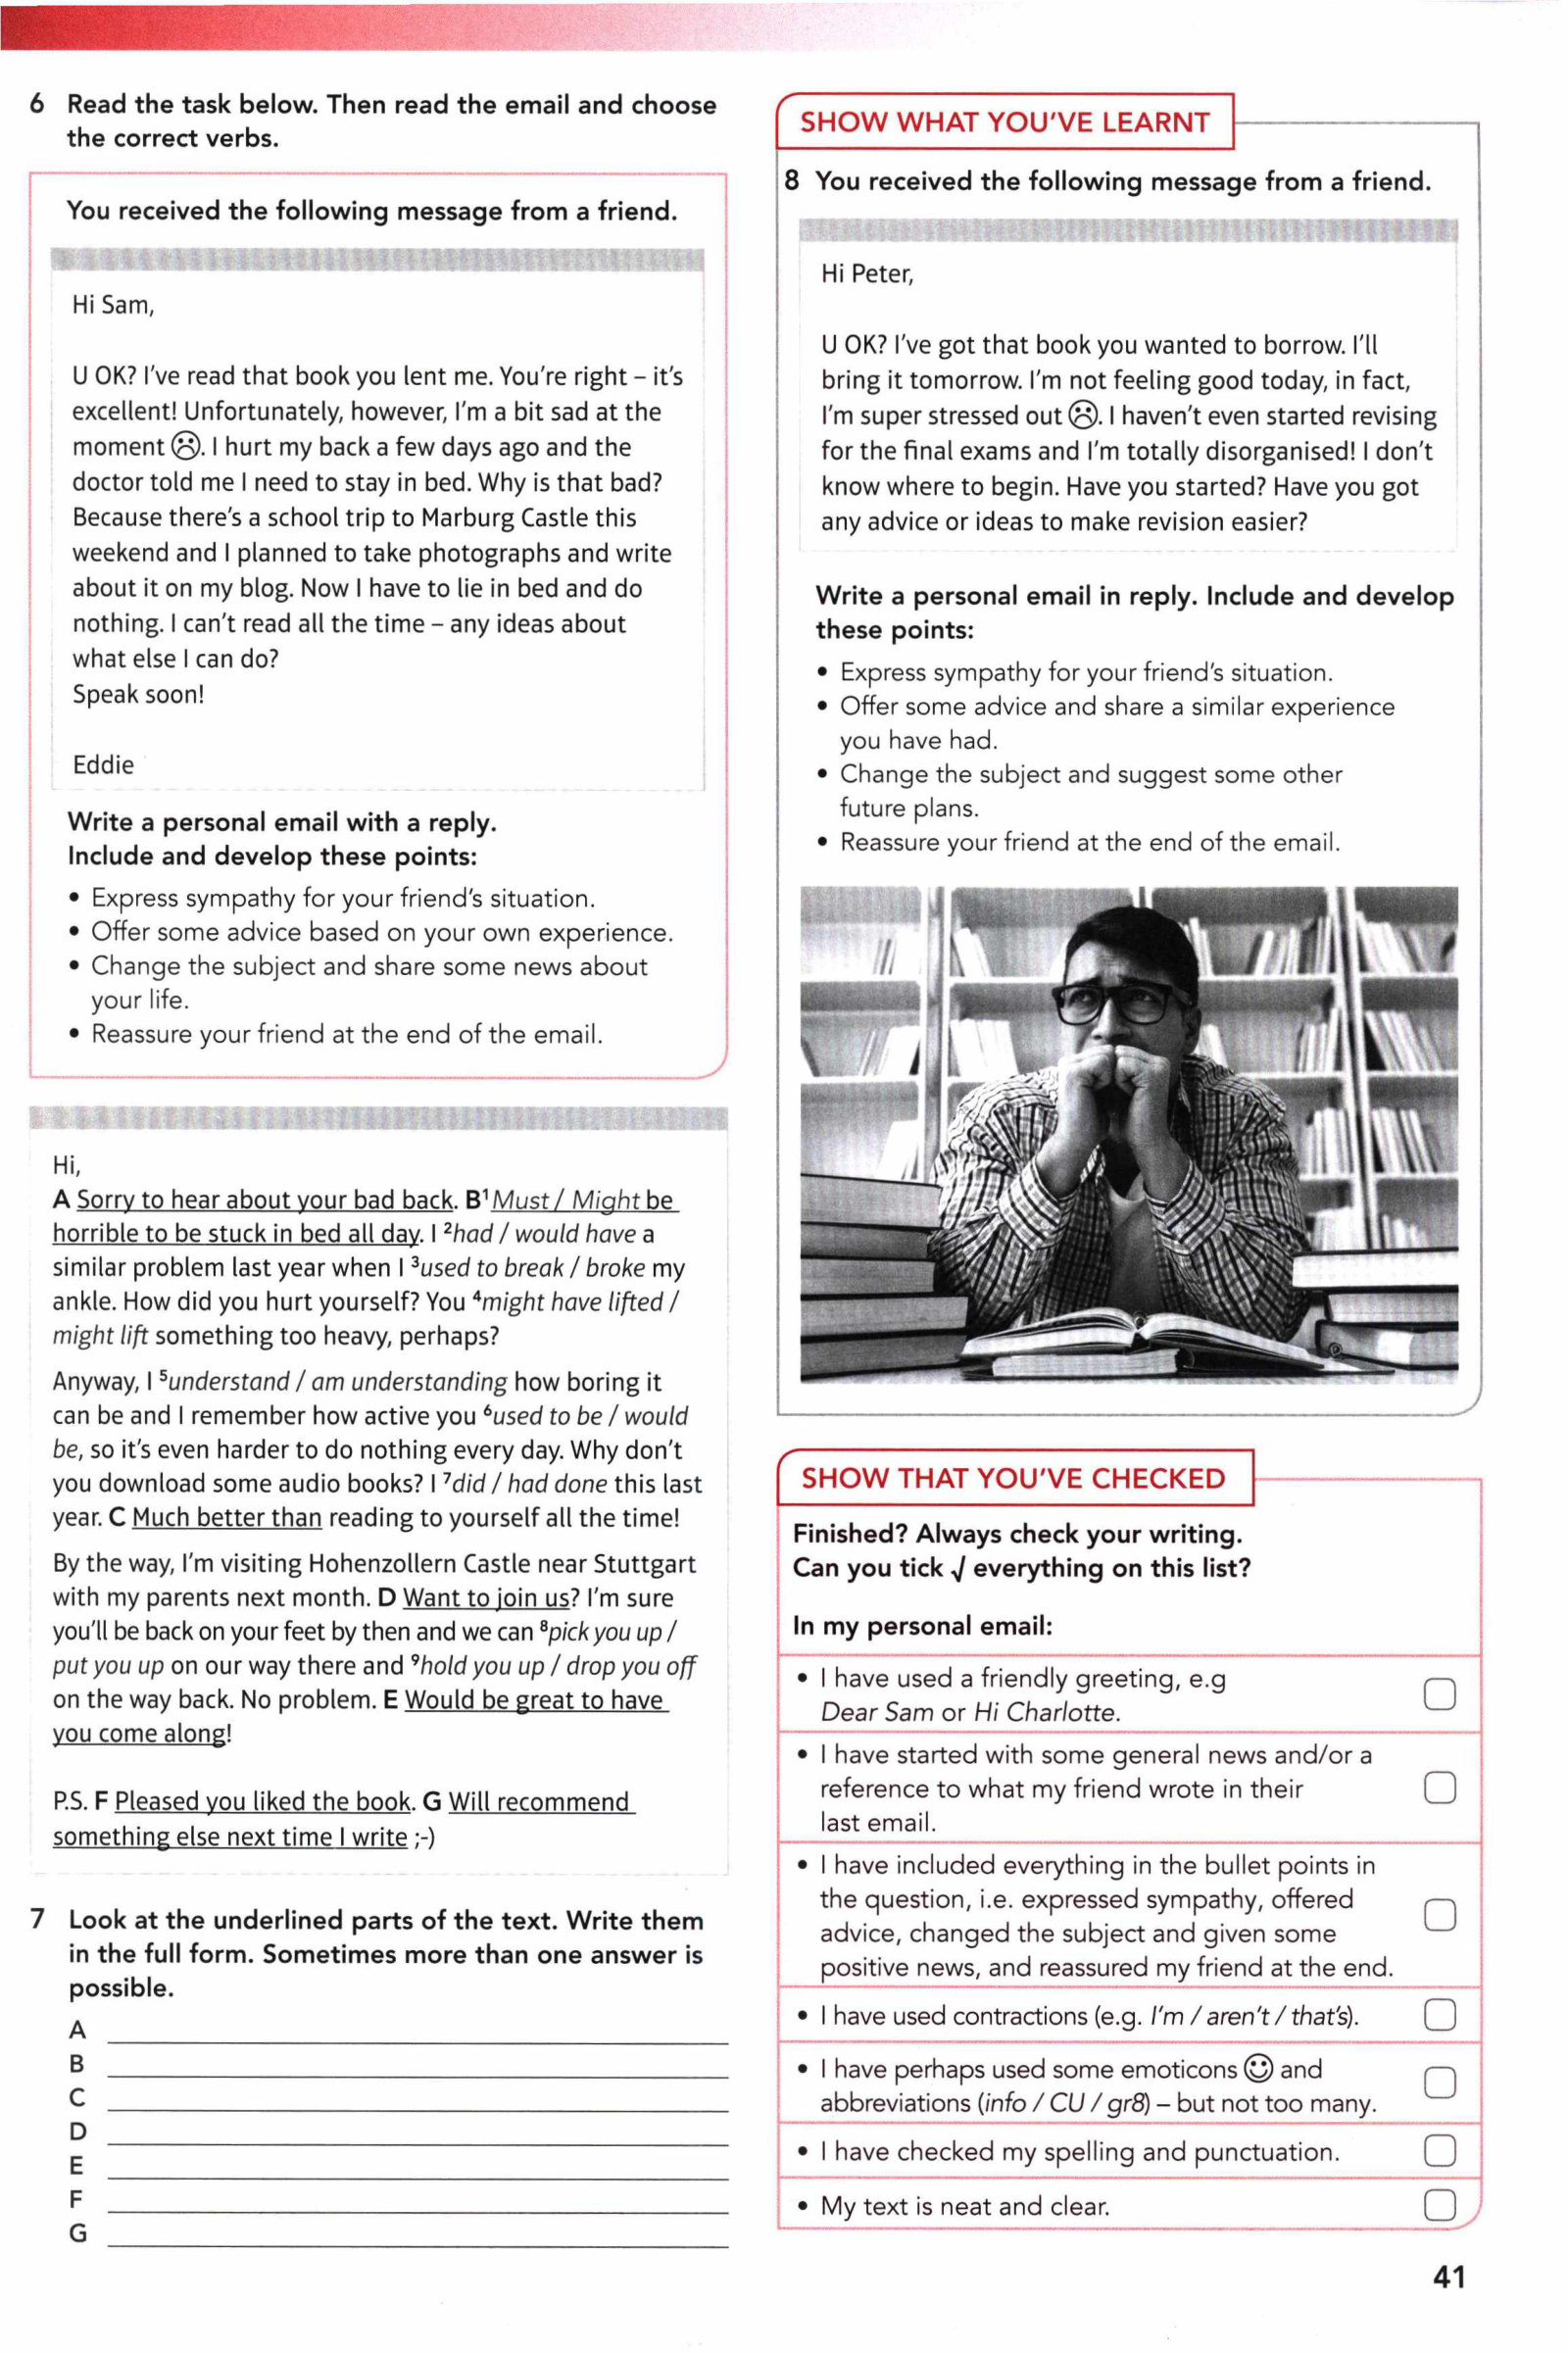 6 Read the task below. Then read the email and choose
the correct verbs.
You received the following message from a friend.
Hi Sam,
U OK? I've read that book you lent me. You're right – it's
excellent! Unfortunately, however, I'm a bit sad at the
moment ☹. I hurt my back a few days ago and the
doctor told me I need to stay in bed. Why is that bad?
Because there's a school trip to Marburg Castle this
weekend and I planned to take photographs and write
about it on my blog. Now I have to lie in bed and do
nothing. I can't read all the time – any ideas about
what else I can do?
Speak soon!
Eddie
Write a personal email with a reply.
Include and develop these points:
• Express sympathy for your friend's situation.
• Offer some advice based on your own experience.
• Change the subject and share some news about
your life.
• Reassure your friend at the end of the email.
Hi,
A Sorry to hear about your bad back. B ¹Must / Might be
horrible to be stuck in bed all day. I ²had / would have a
similar problem last year when I ³used to break / broke my
ankle. How did you hurt yourself? You ⁴might have lifted /
might lift something too heavy, perhaps?
Anyway, I ⁵understand / am understanding how boring it
can be and I remember how active you ⁶used to be / would
be, so it's even harder to do nothing every day. Why don't
you download some audio books? I ⁷did / had done this last
year. C Much better than reading to yourself all the time!
By the way, I'm visiting Hohenzollern Castle near Stuttgart
with my parents next month. D Want to join us? I'm sure
you'll be back on your feet by then and we can ⁸pick you up /
put you up on our way there and ⁹hold you up / drop you off
on the way back. No problem. E Would be great to have
you come along!
P.S. F Pleased you liked the book. G Will recommend
something else next time I write ;-)
7 Look at the underlined parts of the text. Write them
in the full form. Sometimes more than one answer is
possible.
A
B
C
D
E
F
G
SHOW WHAT YOU'VE LEARNT
8 You received the following message from a friend.
Hi Peter,
U OK? I've got that book you wanted to borrow. I'll
bring it tomorrow. I'm not feeling good today, in fact,
I'm super stressed out ☹. I haven't even started revising
for the final exams and I'm totally disorganised! I don't
know where to begin. Have you started? Have you got
any advice or ideas to make revision easier?
Write a personal email in reply. Include and develop
these points:
• Express sympathy for your friend's situation.
• Offer some advice and share a similar experience
you have had.
• Change the subject and suggest some other
future plans.
• Reassure your friend at the end of the email.
SHOW THAT YOU'VE CHECKED
Finished? Always check your writing.
Can you tick √ everything on this list?
In my personal email:
• I have used a friendly greeting, e.g
Dear Sam or Hi Charlotte.
• I have started with some general news and/or a
reference to what my friend wrote in their
last email.
• I have included everything in the bullet points in
the question, i.e. expressed sympathy, offered
advice, changed the subject and given some
positive news, and reassured my friend at the end.
• I have used contractions (e.g. I'm / aren't / that's).
• I have perhaps used some emoticons ☺ and
abbreviations (info / CU / gr8) – but not too many.
• I have checked my spelling and punctuation.
• My text is neat and clear.
41